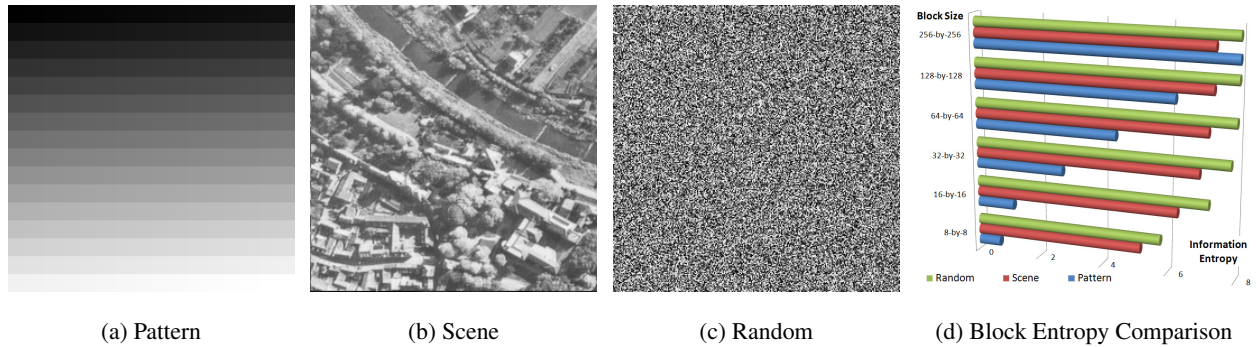 Block Size
256-by-256
128-by-128
64-by-64
32-by-32
16-by-16
8-by-8
0
2
4
6
8
Information
Entropy
Random
Scene
Pattern
(a) Pattern
(b) Scene
(c) Random
(d) Block Entropy Comparison